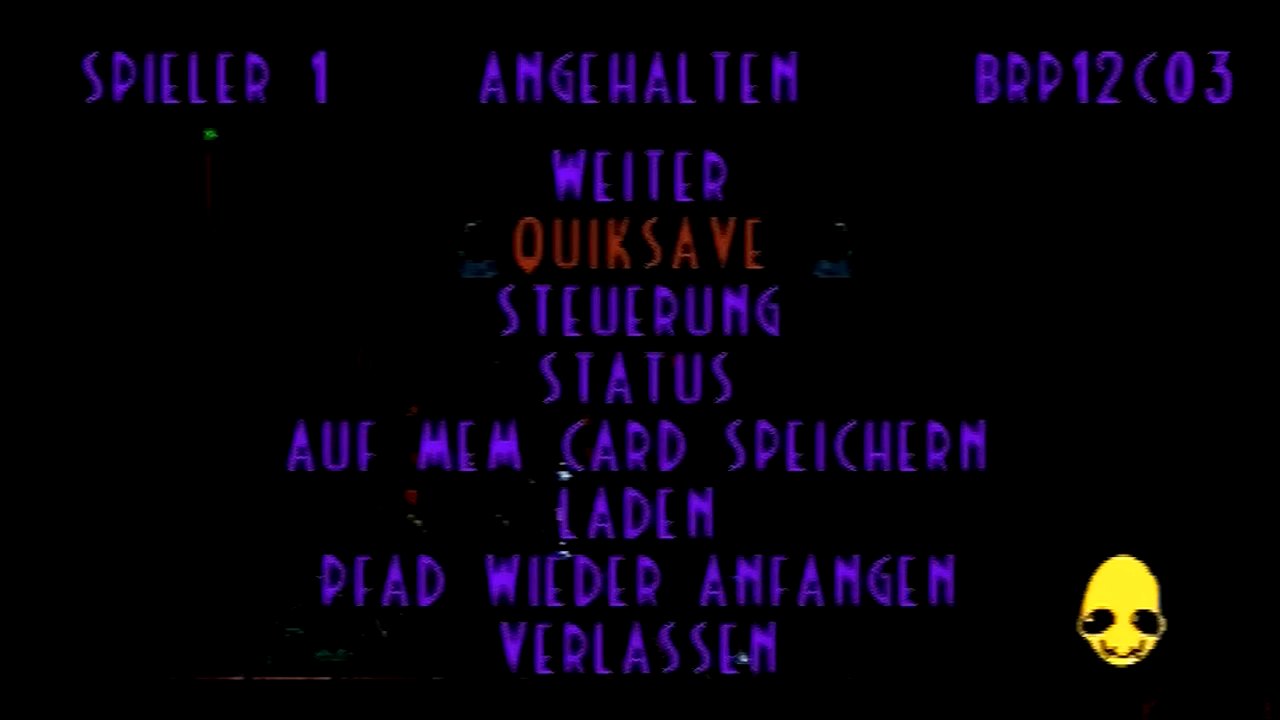 SPIELER 1 ANGEHALTEN BRP12C03
WEITER
QUIKSAVE
STEUERUNG
STATUS
AUF MEM CARD SPEICHERN
LADEN
PFAD WIEDER ANFANGEN
VERLASSEN